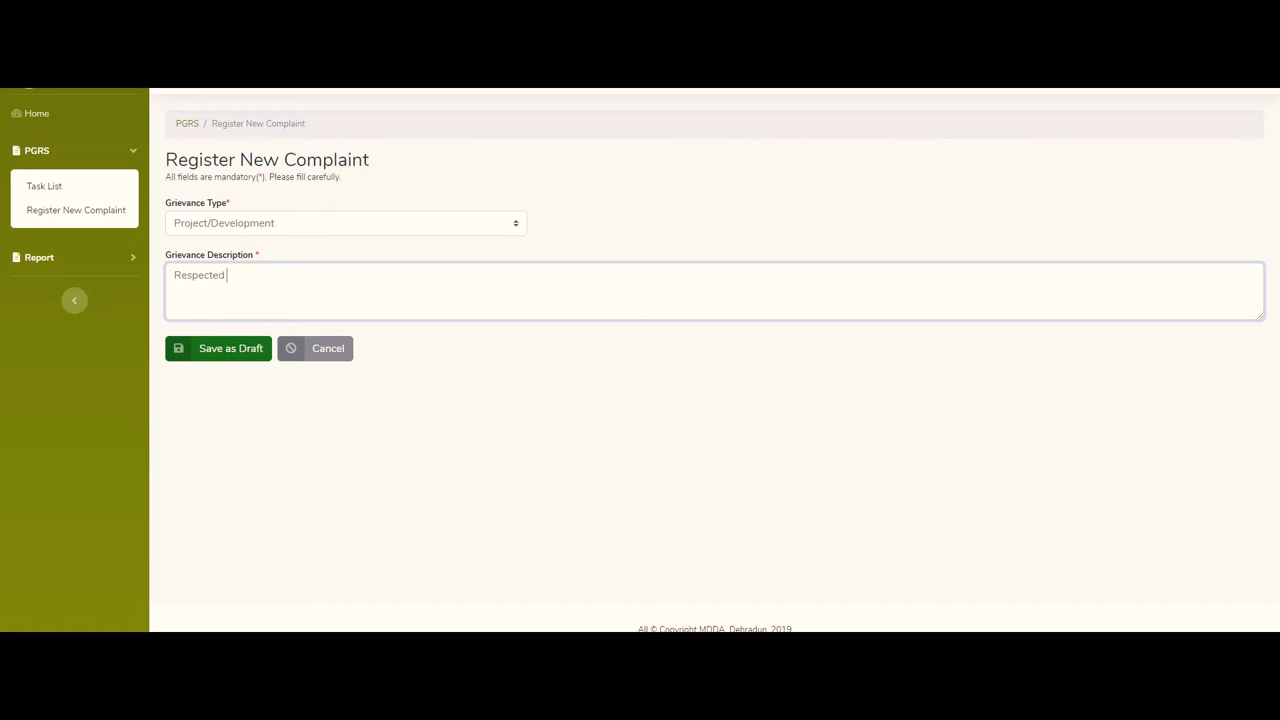 Home
PGRS / Register New Complaint
PGRS
Register New Complaint
All fields are mandatory(*). Please fill carefully.
Task List
Grievance Type*
Register New Complaint
Project/Development
Report
Grievance Description *
Respected
Save as Draft
Cancel
All © Copyright MDDA, Dehradun, 2019